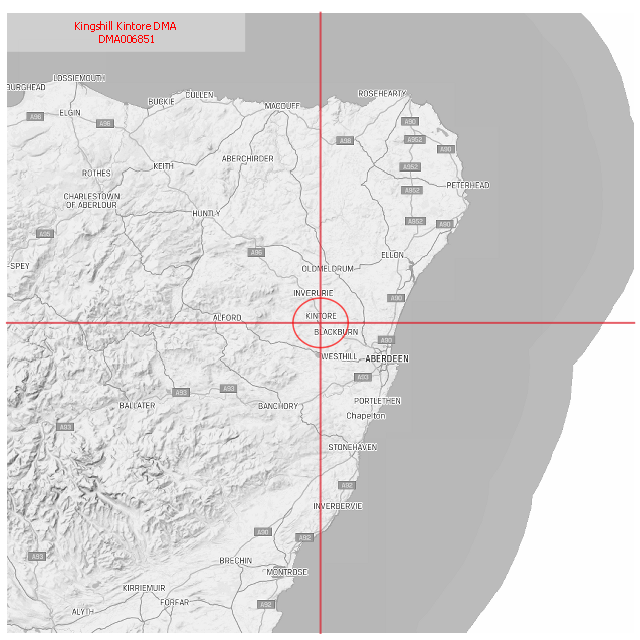 Kingshill Kintore DMA
DMA006851
LOSSIEMOUTH
BURGHEAD
CULLEN
ROSEHEARTY
BUCKIE
MACDUFF
ELGIN
A96
A96
A90
A952
A98
A90
ABERCHIRDER
KEITH
A952
ROTHES
PETERHEAD
A952
CHARLESTOWN
OF ABERLOUR
HUNTLY
A952
A90
A95
A96
ELLON
-SPEY
OLDMELDRUM
INVERURIE
A90
KINTORE
ALFORD
BLACKBURN
A90
WESTHILL
ABERDEEN
A93
A93
A93
PORTLETHEN
BALLATER
BANCHORY
Chapelton
A93
STONEHAVEN
A92
INVERBERVIE
A90
A92
A93
BRECHIN
MONTROSE
KIRRIEMUIR
FORFAR
A92
ALYTH